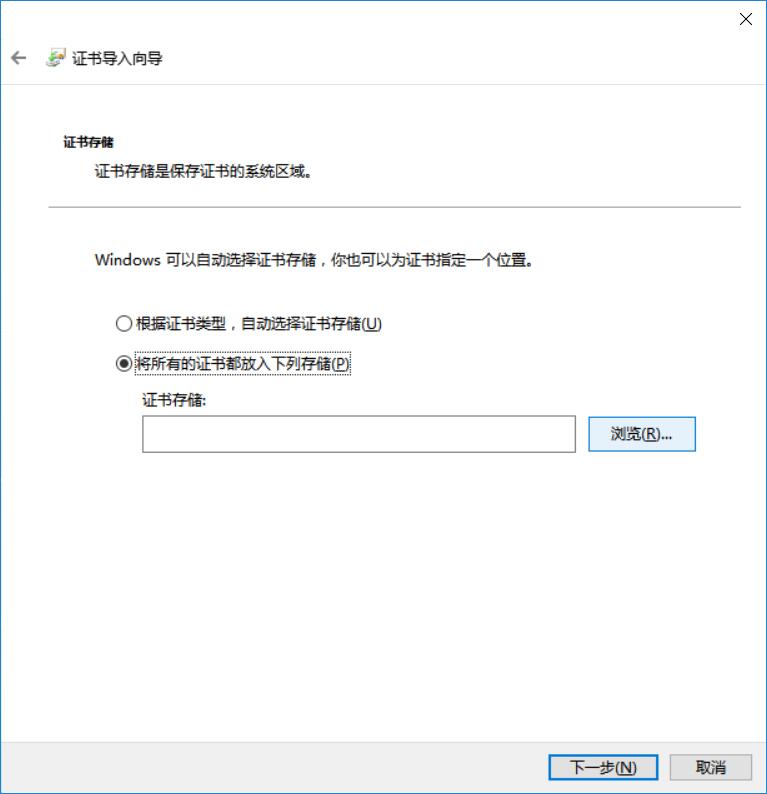 证书导入向导
证书存储
证书存储是保存证书的系统区域。
Windows 可以自动选择证书存储，你也可以为证书指定一个位置。
根据证书类型，自动选择证书存储(U)
将所有的证书都放入下列存储(P)
证书存储:
浏览(R)...
下一步(N)
取消